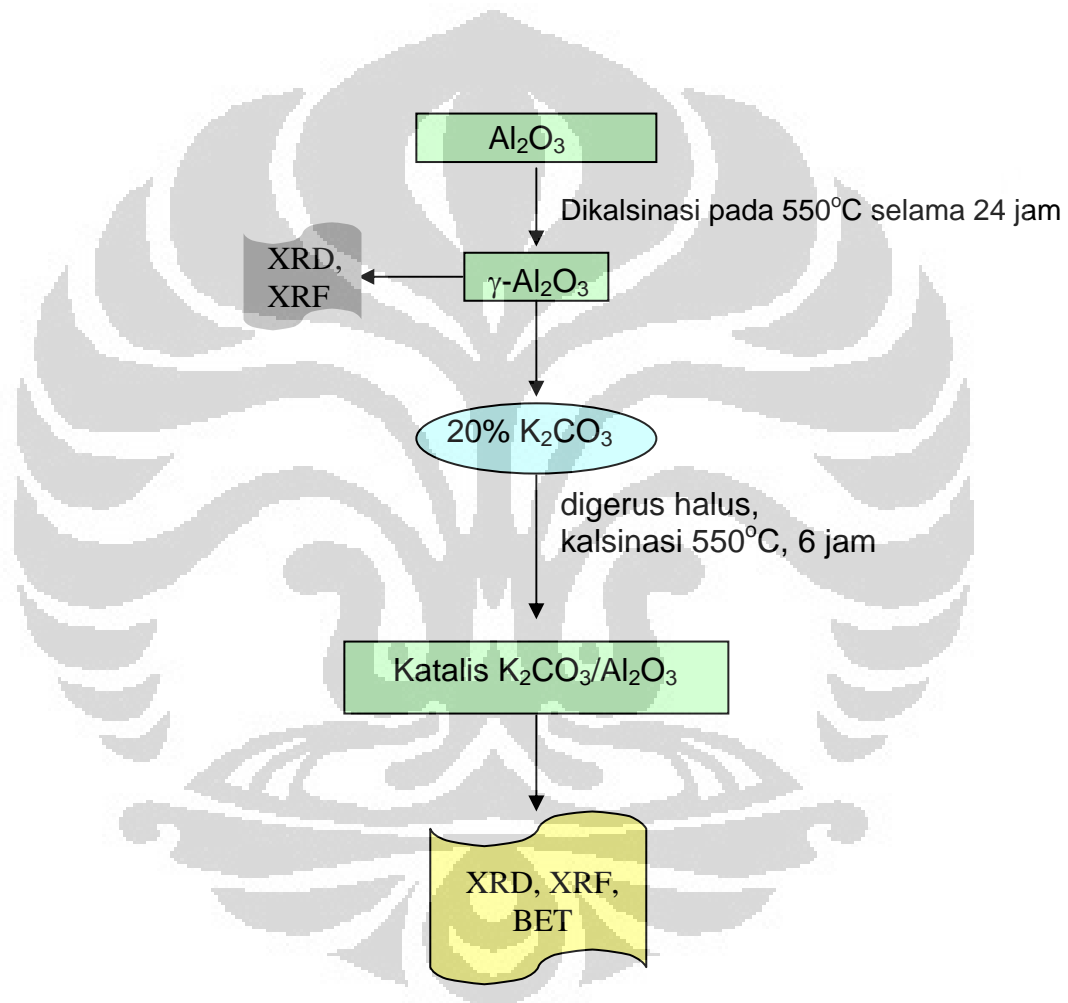 Al₂O₃
Dikalsinasi pada 550°C selama 24 jam
XRD,
XRF
γ-Al₂O₃
20% K₂CO₃
digerus halus,
kalsinasi 550°C, 6 jam
Katalis K₂CO₃/Al₂O₃
XRD, XRF,
BET